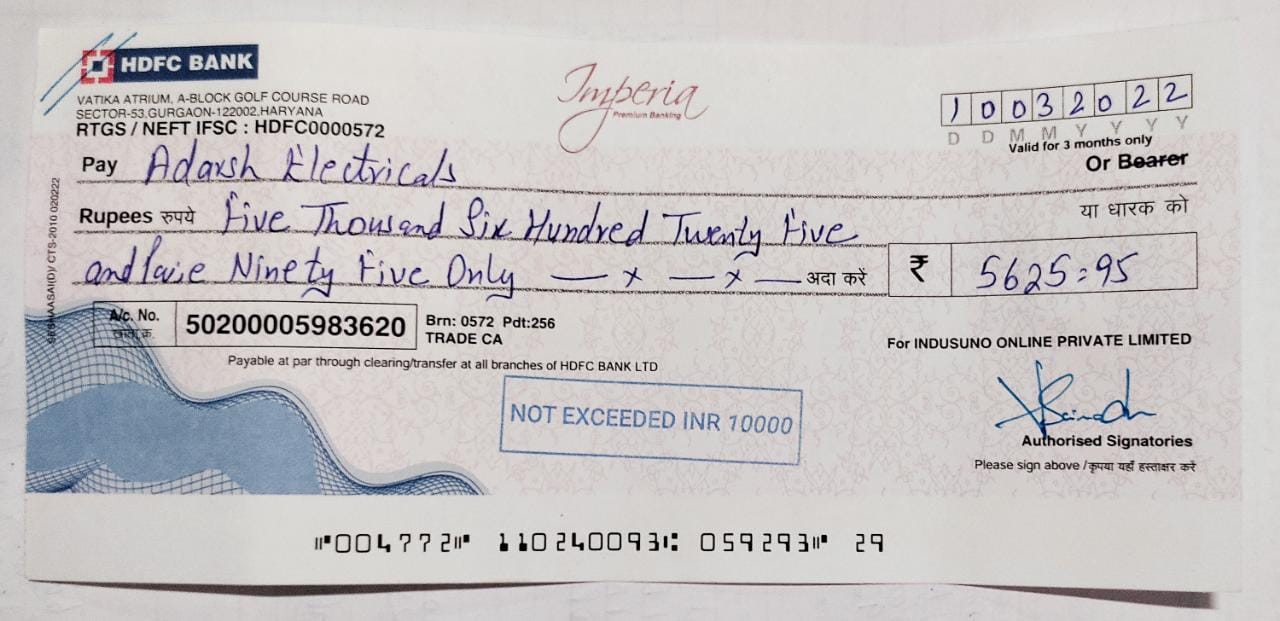 HDFC BANK
VATIKA ATRIUM, A-BLOCK GOLF COURSE ROAD
SECTOR-53,GURGAON-122002,HARYANA
RTGS / NEFT IFSC : HDFC0000572
Imperia
Premium Banking
1 0 0 3 2 0 2 2
D D M M Y Y Y Y
Valid for 3 months only
Pay Adarsh Electricals Or Bearer
Rupees रुपये Five Thousand Six Hundred Twenty Five या धारक को
and Paise Ninety Five Only — x — x — अदा करें ₹ 5625=95
A/c. No. 50200005983620 Brn: 0572 Pdt:256
खाता क्र. TRADE CA
For INDUSUNO ONLINE PRIVATE LIMITED
Payable at par through clearing/transfer at all branches of HDFC BANK LTD
NOT EXCEEDED INR 10000
Authorised Signatories
Please sign above / कृपया यहाँ हस्ताक्षर करें
CTS-2010 020222
⑈004772⑈ 110240093⑆ 059293⑈ 29